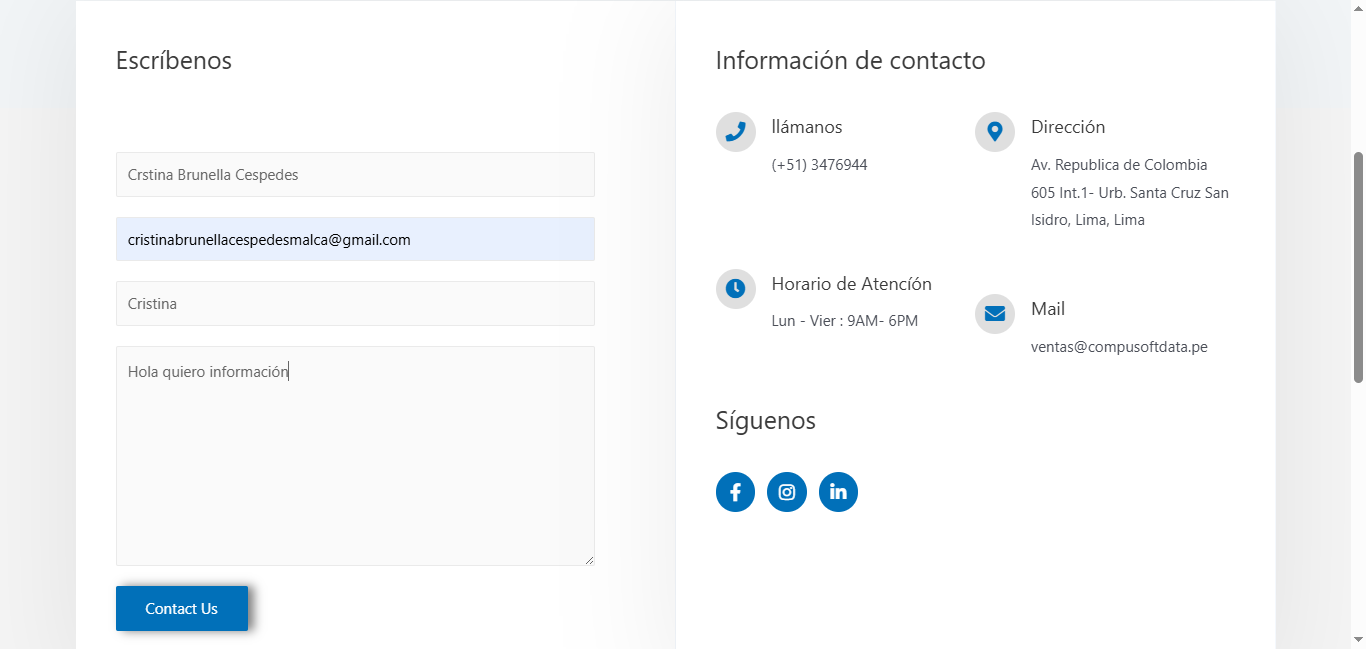 Escríbenos
Crstina Brunella Cespedes
cristinabrunellacespedesmalca@gmail.com
Cristina
Hola quiero información
Contact Us
Información de contacto
llámanos
(+51) 3476944
Dirección
Av. Republica de Colombia
605 Int.1- Urb. Santa Cruz San
Isidro, Lima, Lima
Horario de Atencíón
Lun - Vier : 9AM- 6PM
Mail
ventas@compusoftdata.pe
Síguenos